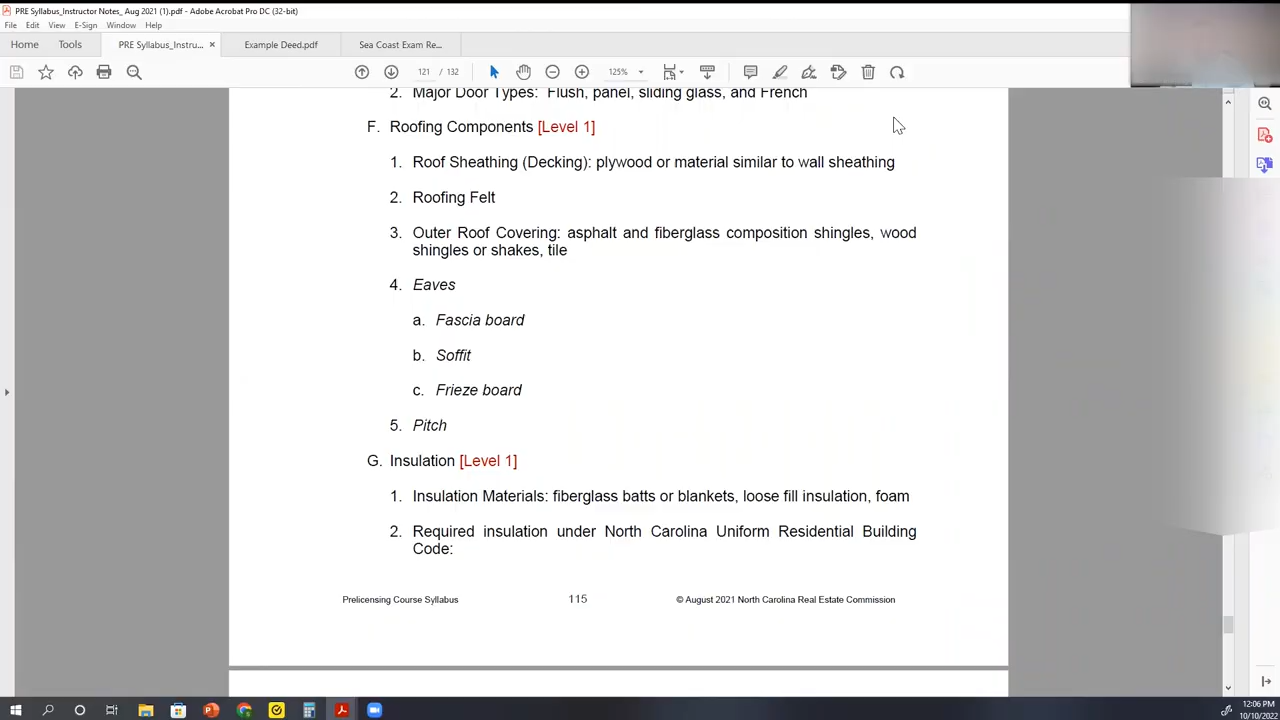 PRE Syllabus_Instructor Notes_ Aug 2021 (1).pdf - Adobe Acrobat Pro DC (32-bit)
File Edit View E-Sign Window Help
Home Tools PRE Syllabus_Instru... × Example Deed.pdf Sea Coast Exam Re...
121 / 132 125%
2. Major Door Types: Flush, panel, sliding glass, and French
F. Roofing Components [Level 1]
1. Roof Sheathing (Decking): plywood or material similar to wall sheathing
2. Roofing Felt
3. Outer Roof Covering: asphalt and fiberglass composition shingles, wood
shingles or shakes, tile
4. Eaves
a. Fascia board
b. Soffit
c. Frieze board
5. Pitch
G. Insulation [Level 1]
1. Insulation Materials: fiberglass batts or blankets, loose fill insulation, foam
2. Required insulation under North Carolina Uniform Residential Building
Code:
Prelicensing Course Syllabus 115 © August 2021 North Carolina Real Estate Commission
12:06 PM
10/10/2022